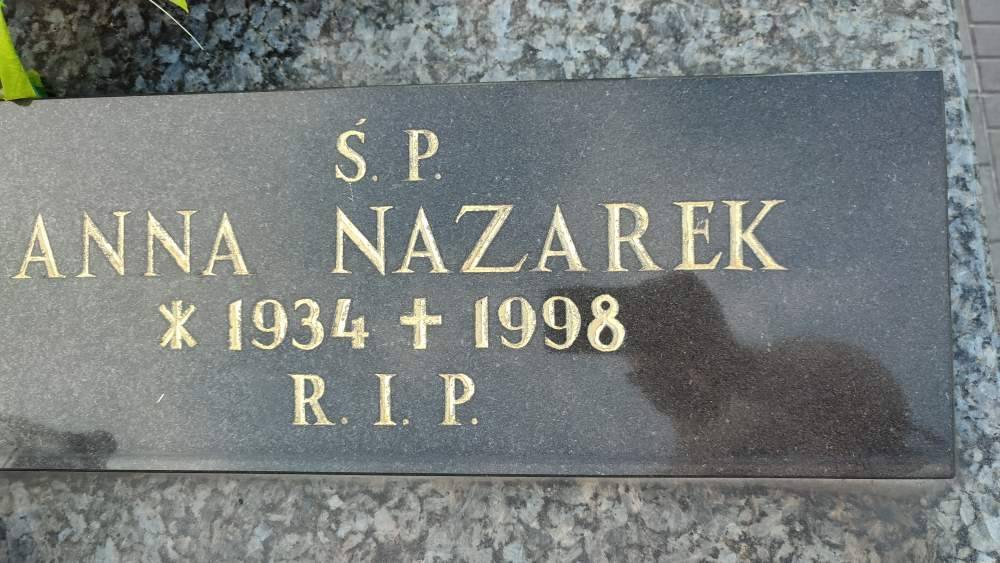 Ś. P.
ANNA NAZAREK
* 1934 ✝ 1998
R. I. P.